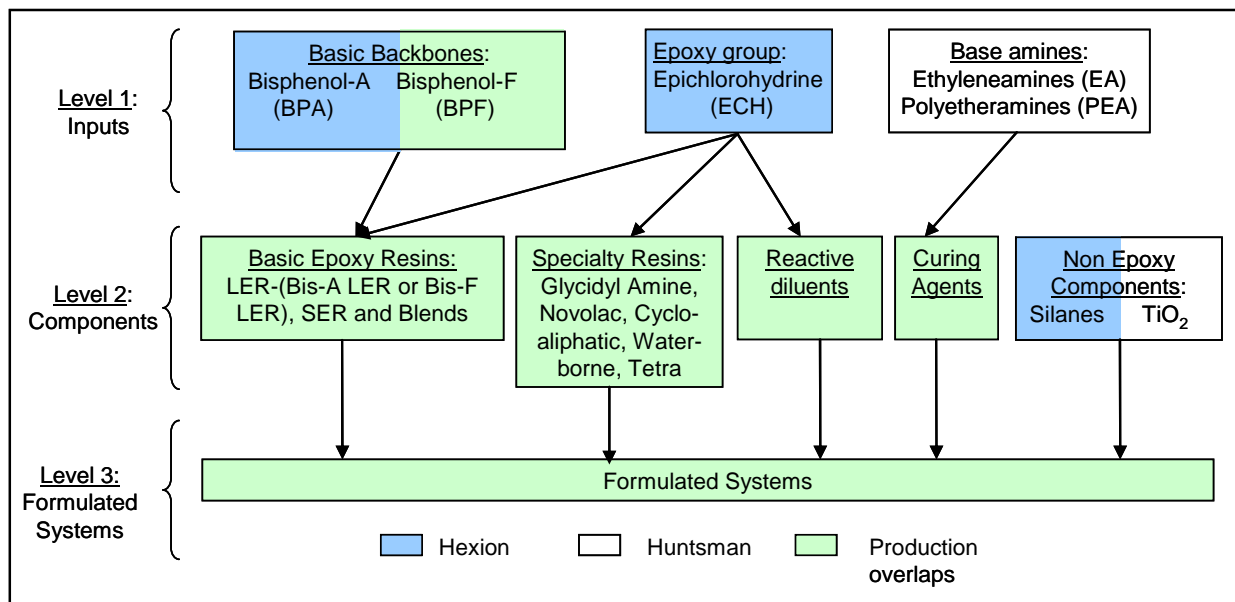 Level 1:
Inputs
Basic Backbones:
Bisphenol-A Bisphenol-F
(BPA) (BPF)
Epoxy group:
Epichlorohydrine
(ECH)
Base amines:
Ethyleneamines (EA)
Polyetheramines (PEA)
Level 2:
Components
Basic Epoxy Resins:
LER-(Bis-A LER or Bis-F
LER), SER and Blends
Specialty Resins:
Glycidyl Amine,
Novolac, Cyclo-
aliphatic, Water-
borne, Tetra
Reactive
diluents
Curing
Agents
Non Epoxy
Components:
Silanes TiO2
Level 3:
Formulated
Systems
Formulated Systems
Hexion
Huntsman
Production
overlaps